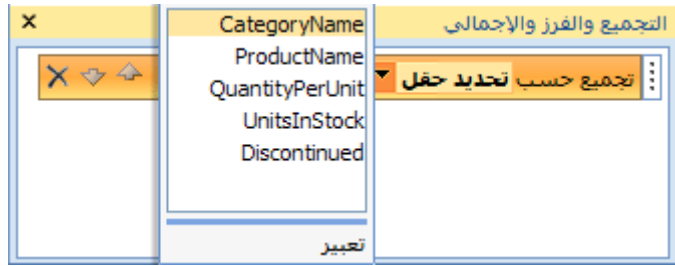 التجميع والفرز والإجمالي
تجميع حسب تحديد حقل
CategoryName
ProductName
QuantityPerUnit
UnitsInStock
Discontinued
تعبير